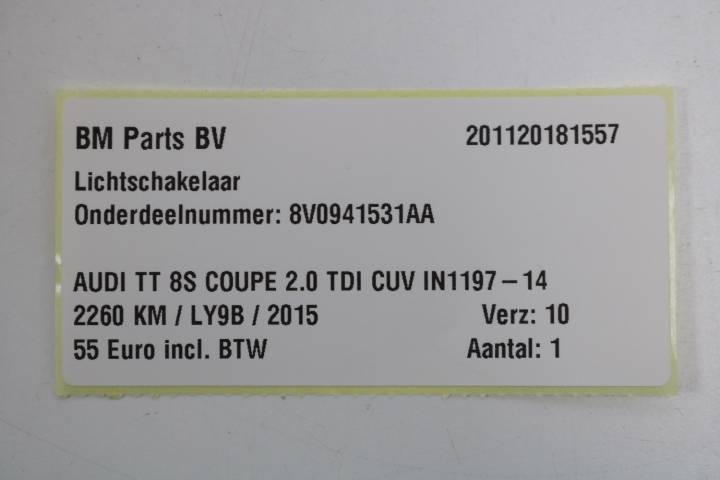 BM Parts BV 201120181557
Lichtschakelaar
Onderdeelnummer: 8V0941531AA
AUDI TT 8S COUPE 2.0 TDI CUV IN1197 – 14
2260 KM / LY9B / 2015 Verz: 10
55 Euro incl. BTW Aantal: 1